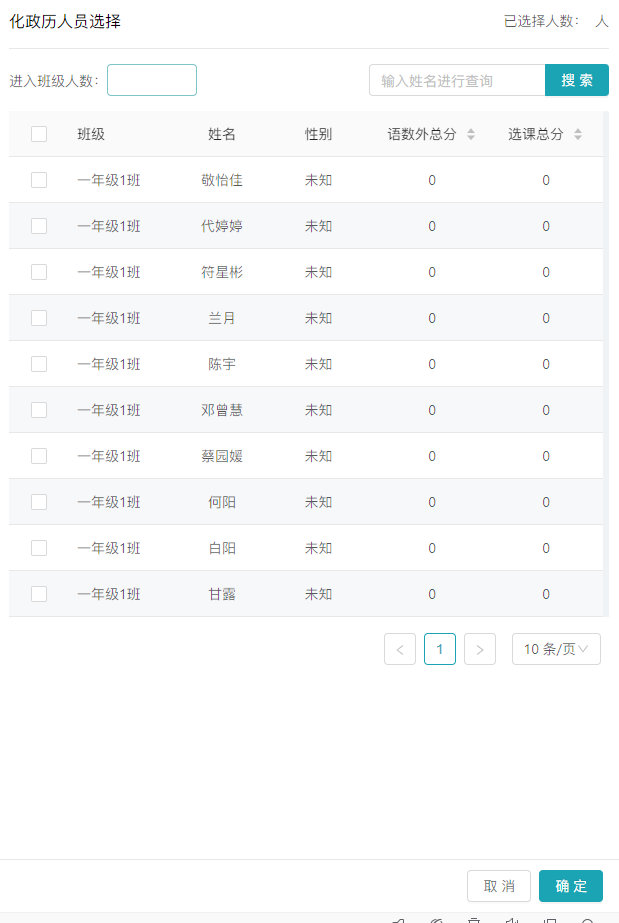 化政历人员选择 已选择人数： 人
进入班级人数： 输入姓名进行查询 搜 索
班级 姓名 性别 语数外总分 选课总分
一年级1班 敬怡佳 未知 0 0
一年级1班 代婷婷 未知 0 0
一年级1班 符星彬 未知 0 0
一年级1班 兰月 未知 0 0
一年级1班 陈宇 未知 0 0
一年级1班 邓曾慧 未知 0 0
一年级1班 蔡园媛 未知 0 0
一年级1班 何阳 未知 0 0
一年级1班 白阳 未知 0 0
一年级1班 甘露 未知 0 0
< 1 > 10 条/页
取 消 确 定